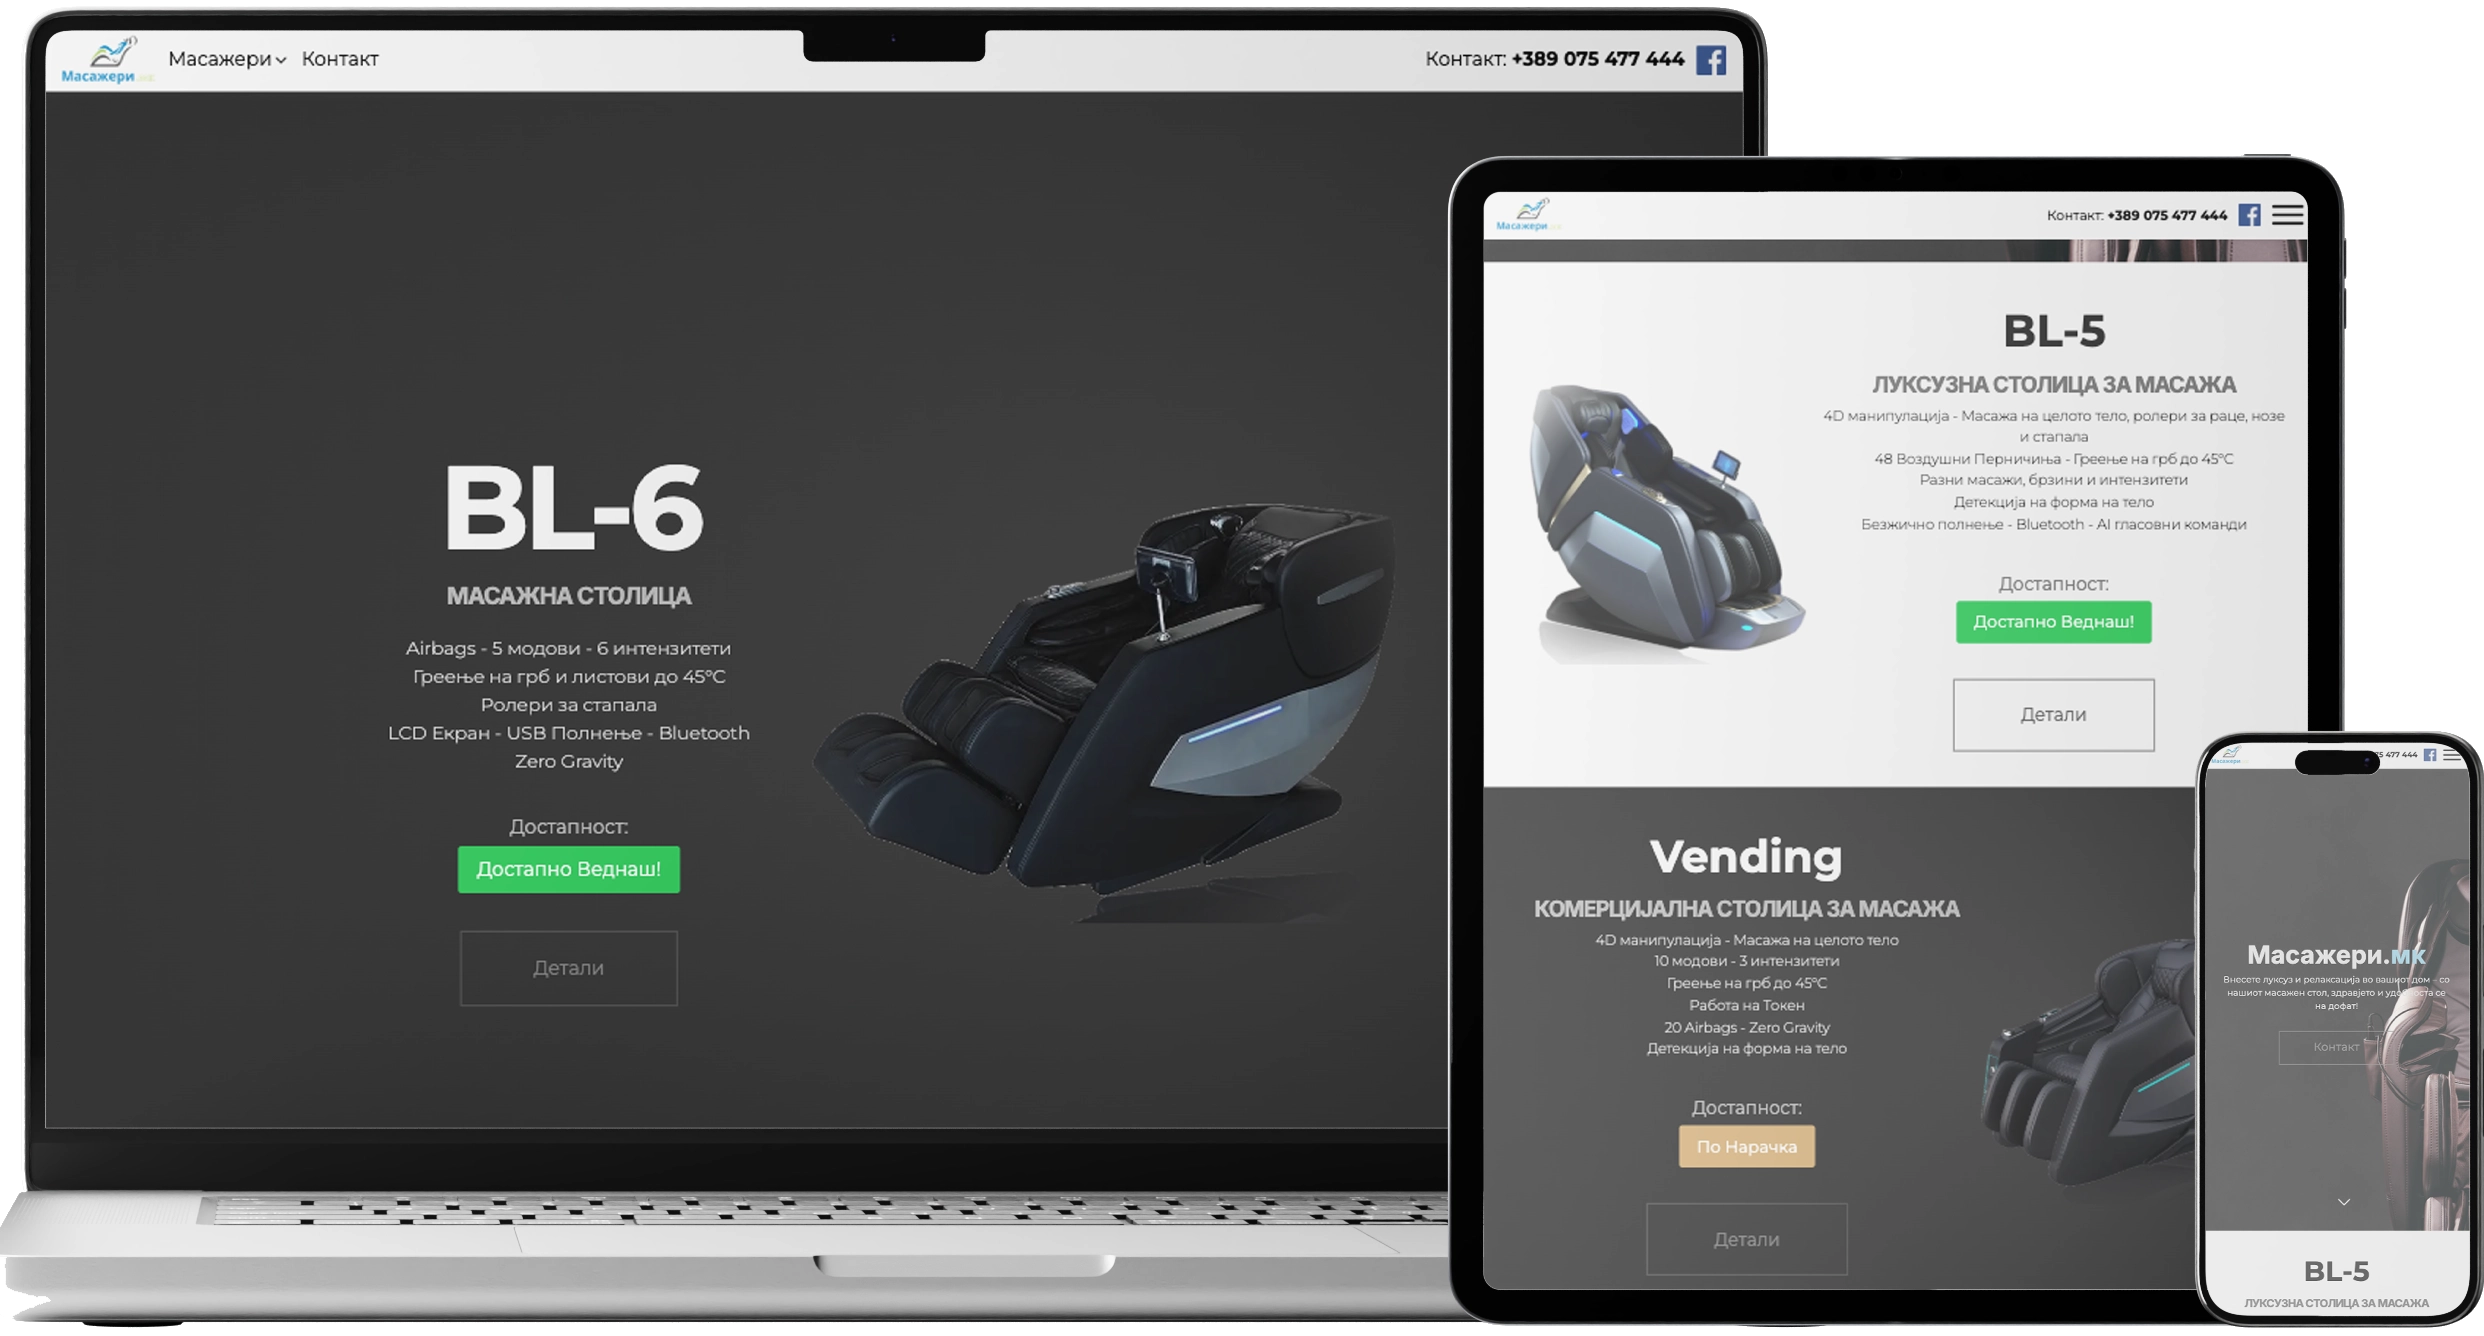 Масажери
Масажери Контакт
Контакт: +389 075 477 444
BL-6
МАСАЖНА СТОЛИЦА
Airbags - 5 модови - 6 интензитети
Греење на грб и листови до 45°C
Ролери за стапала
LCD Екран - USB Полнење - Bluetooth
Zero Gravity
Достапност:
Достапно Веднаш!
Детали
Масажери
Контакт: +389 075 477 444
BL-5
ЛУКСУЗНА СТОЛИЦА ЗА МАСАЖА
4D манипулација - Масажа на целото тело, ролери за раце, нозе
и стапала
48 Воздушни Перничиња - Греење на грб до 45°C
Разни масажи, брзини и интензитети
Детекција на форма на тело
Безжично полнење - Bluetooth - AI гласовни команди
Достапност:
Достапно Веднаш!
Детали
Vending
КОМЕРЦИЈАЛНА СТОЛИЦА ЗА МАСАЖА
4D манипулација - Масажа на целото тело
10 модови - 3 интензитети
Греење на грб до 45°C
Работа на Токен
20 Airbags - Zero Gravity
Детекција на форма на тело
Достапност:
По Нарачка
Детали
Масажери
5 477 444
Масажери.мк
Внесете луксуз и релаксација во вашиот дом - со
нашиот масажен стол, здравјето и се
на дофат!
Контакт
BL-5
ЛУКСУЗНА СТОЛИЦА ЗА МАСАЖА